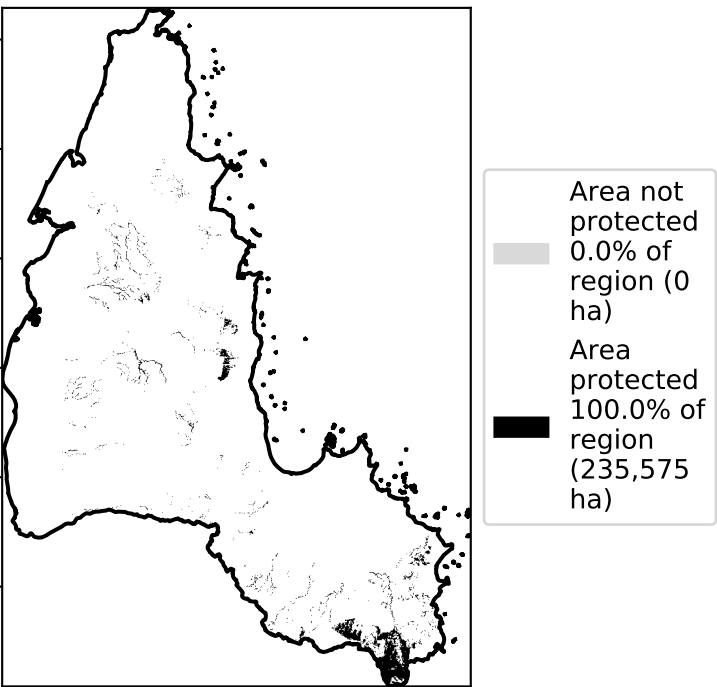 Area not
protected
0.0% of
region (0
ha)
Area
protected
100.0% of
region
(235,575
ha)